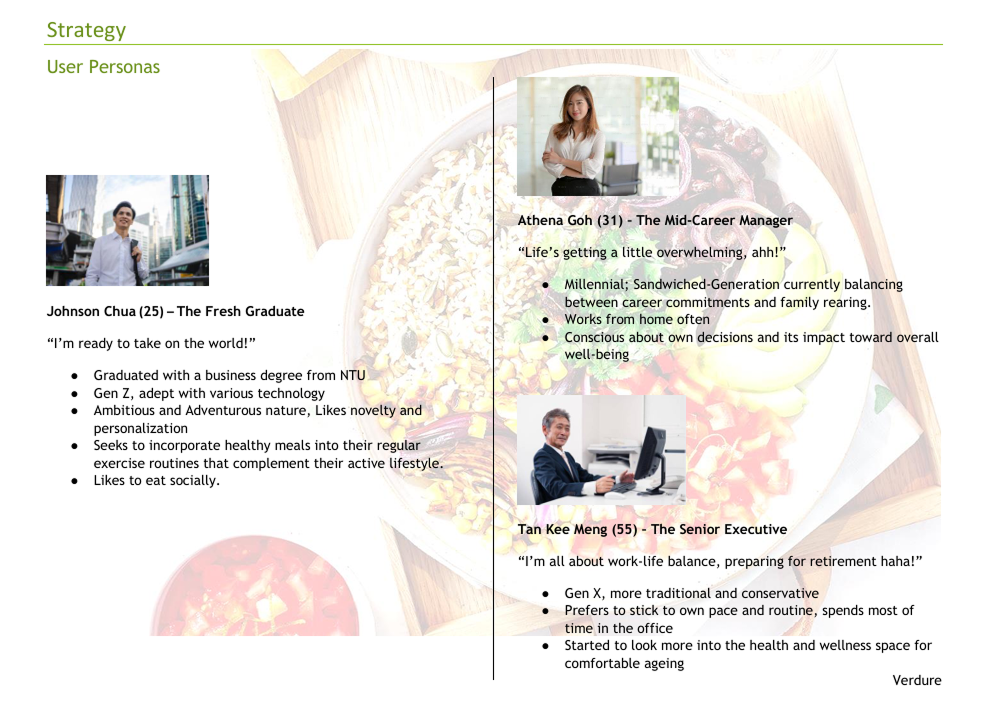 Strategy
User Personas
Johnson Chua (25) – The Fresh Graduate
“I’m ready to take on the world!”
● Graduated with a business degree from NTU
● Gen Z, adept with various technology
● Ambitious and Adventurous nature, Likes novelty and
personalization
● Seeks to incorporate healthy meals into their regular
exercise routines that complement their active lifestyle.
● Likes to eat socially.
Athena Goh (31) - The Mid-Career Manager
“Life’s getting a little overwhelming, ahh!”
● Millennial; Sandwiched-Generation currently balancing
between career commitments and family rearing.
● Works from home often
● Conscious about own decisions and its impact toward overall
well-being
Tan Kee Meng (55) - The Senior Executive
“I’m all about work-life balance, preparing for retirement haha!”
● Gen X, more traditional and conservative
● Prefers to stick to own pace and routine, spends most of
time in the office
● Started to look more into the health and wellness space for
comfortable ageing
Verdure